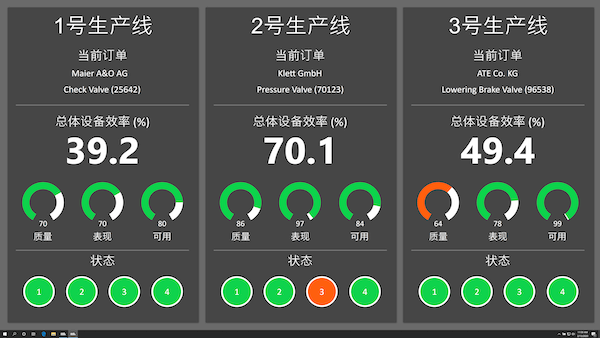 1号生产线
当前订单
Maier A&O AG
Check Valve (25642)
总体设备效率 (%)
39.2
70 70 80
质量 表现 可用
状态
1 2 3 4
2号生产线
当前订单
Klett GmbH
Pressure Valve (70123)
总体设备效率 (%)
70.1
86 97 84
质量 表现 可用
状态
1 2 3 4
3号生产线
当前订单
ATE Co. KG
Lowering Brake Valve (96538)
总体设备效率 (%)
49.4
64 78 99
质量 表现 可用
状态
1 2 3 4